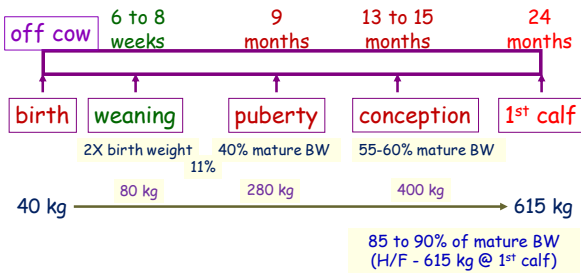 off cow
6 to 8
weeks
9
months
13 to 15
months
24
months
birth
weaning
puberty
conception
1st calf
2X birth weight
11%
40% mature BW
55-60% mature BW
40 kg
80 kg
280 kg
400 kg
615 kg
85 to 90% of mature BW
(H/F - 615 kg @ 1st calf)